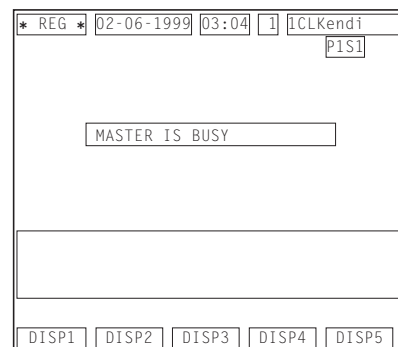 * REG * 02-06-1999 03:04 1 1CLKendi
P1S1
MASTER IS BUSY
DISP1 DISP2 DISP3 DISP4 DISP5